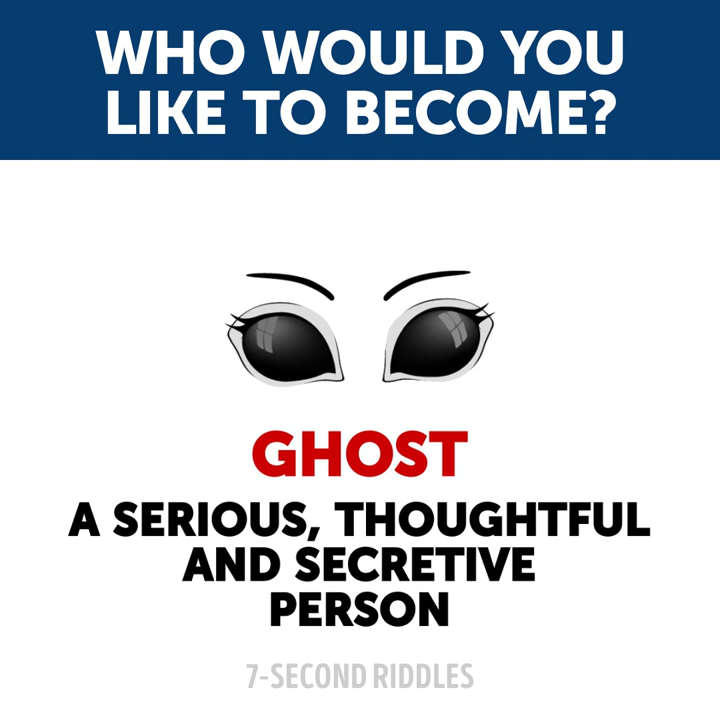 WHO WOULD YOU
LIKE TO BECOME?
GHOST
A SERIOUS, THOUGHTFUL
AND SECRETIVE
PERSON
7-SECOND RIDDLES